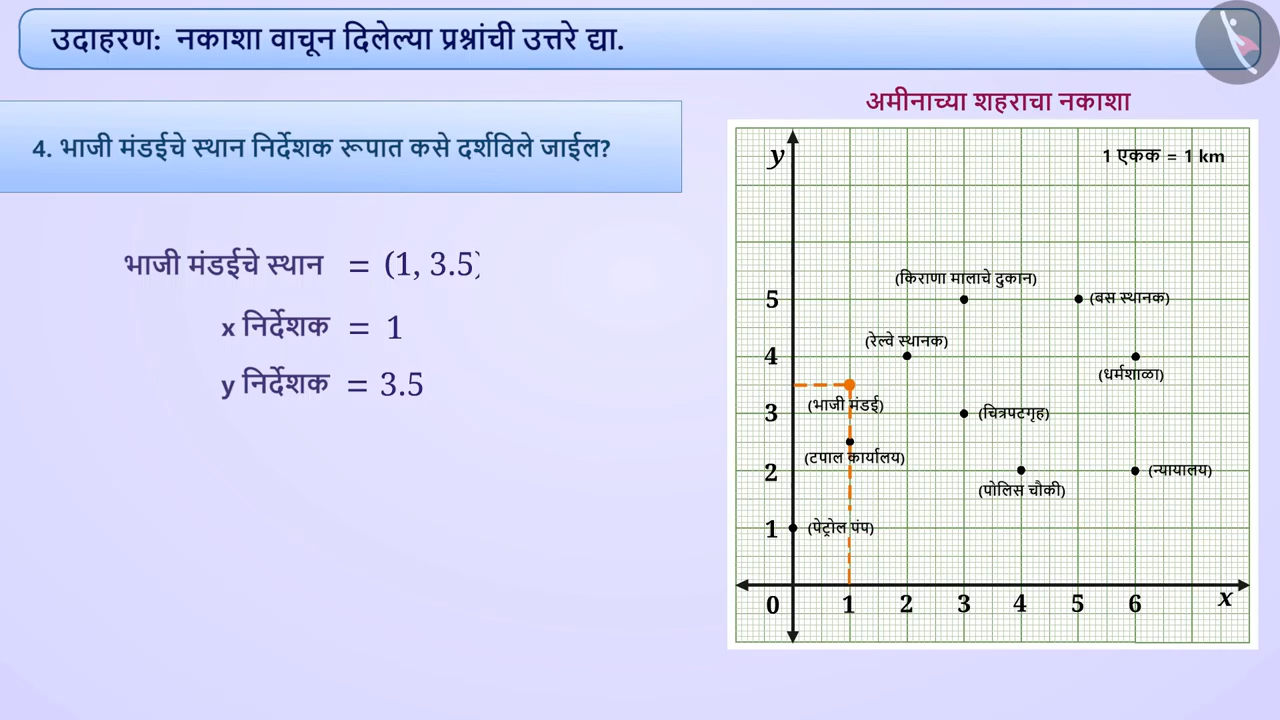 उदाहरण: नकाशा वाचून दिलेल्या प्रश्नांची उत्तरे द्या.
4. भाजी मंडईचे स्थान निर्देशक रूपात कसे दर्शविले जाईल?
भाजी मंडईचे स्थान = (1, 3.5)
x निर्देशक = 1
y निर्देशक = 3.5
अमीनाच्या शहराचा नकाशा
y
1 एकक = 1 km
(किराणा मालाचे दुकान)
5
(बस स्थानक)
(रेल्वे स्थानक)
4
(धर्मशाळा)
(भाजी मंडई)
3
(चित्रपटगृह)
(टपाल कार्यालय)
2
(न्यायालय)
(पोलिस चौकी)
1
(पेट्रोल पंप)
0 1 2 3 4 5 6 x